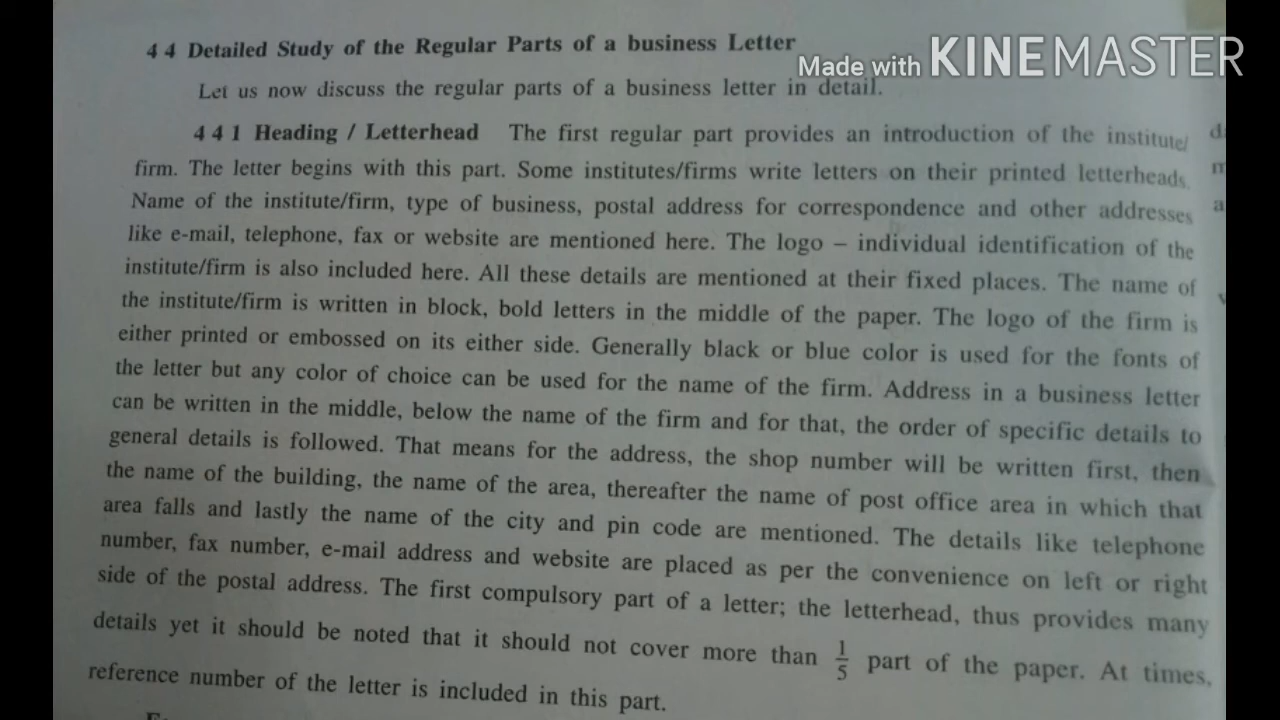 4 4 Detailed Study of the Regular Parts of a business Letter
Made with KINEMASTER
Let us now discuss the regular parts of a business letter in detail.
4 4 1 Heading / Letterhead The first regular part provides an introduction of the institute/
firm. The letter begins with this part. Some institutes/firms write letters on their printed letterheads.
Name of the institute/firm, type of business, postal address for correspondence and other addresses
like e-mail, telephone, fax or website are mentioned here. The logo – individual identification of the
institute/firm is also included here. All these details are mentioned at their fixed places. The name of
the institute/firm is written in block, bold letters in the middle of the paper. The logo of the firm is
either printed or embossed on its either side. Generally black or blue color is used for the fonts of
the letter but any color of choice can be used for the name of the firm. Address in a business letter
can be written in the middle, below the name of the firm and for that, the order of specific details to
general details is followed. That means for the address, the shop number will be written first, then
the name of the building, the name of the area, thereafter the name of post office area in which that
area falls and lastly the name of the city and pin code are mentioned. The details like telephone
number, fax number, e-mail address and website are placed as per the convenience on left or right
side of the postal address. The first compulsory part of a letter; the letterhead, thus provides many
details yet it should be noted that it should not cover more than 1/5 part of the paper. At times,
reference number of the letter is included in this part.